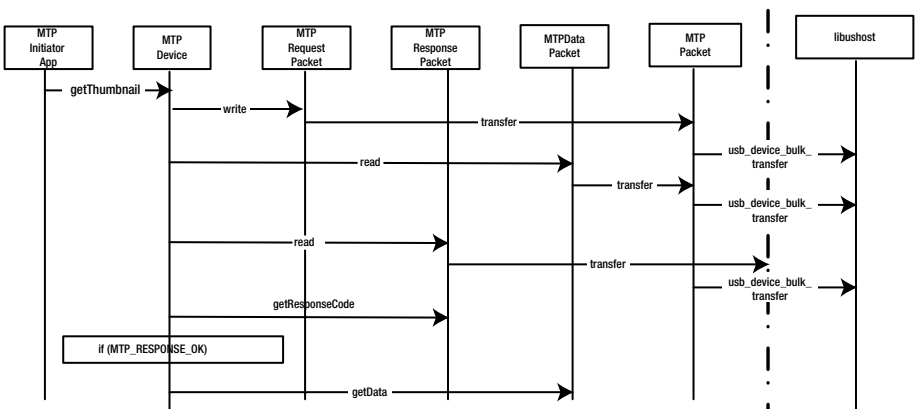 MTP
Initiator
App
MTP
Device
MTP
Request
Packet
MTP
Response
Packet
MTPData
Packet
MTP
Packet
libushost
getThumbnail
write
transfer
usb_device_bulk_
transfer
read
transfer
usb_device_bulk_
transfer
read
transfer
usb_device_bulk_
transfer
getResponseCode
if (MTP_RESPONSE_OK)
getData